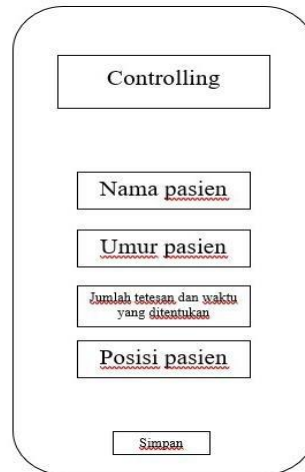 Controlling
Nama pasien
Umur pasien
Jumlah tetesan dan waktu
yang ditentukan
Posisi pasien
Simpan